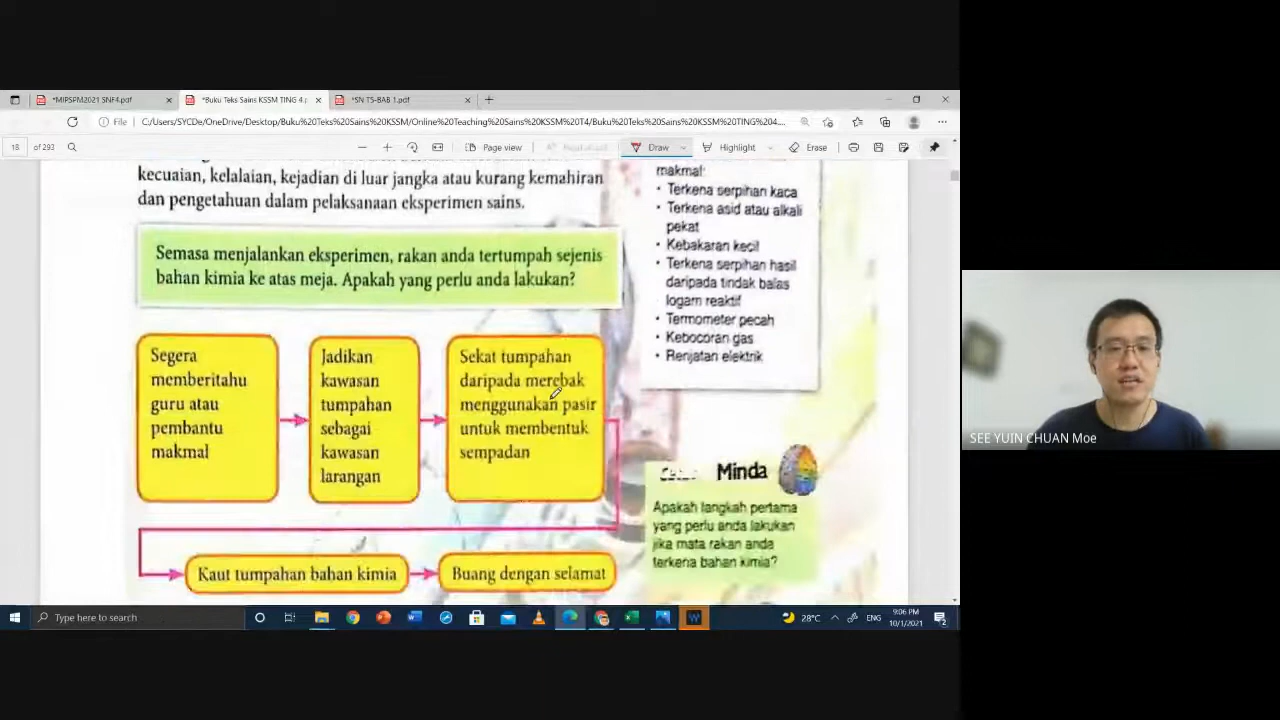 *MIPSPM2021 SNF4.pdf
*Buku Teks Sains KSSM TING 4.p
*SN T5-BAB 1.pdf
File
C:/Users/SYCDe/OneDrive/Desktop/Buku%20Teks%20Sains%20KSSM/Online%20Teaching%20Sains%20KSSM%20T4/Buku%20Teks%20Sains%20KSSM%20TING%204....
18 of 293
Page view
Read aloud
Draw
Highlight
Erase
kecuaian, kelalaian, kejadian di luar jangka atau kurang kemahiran
dan pengetahuan dalam pelaksanaan eksperimen sains.
Semasa menjalankan eksperimen, rakan anda tertumpah sejenis
bahan kimia ke atas meja. Apakah yang perlu anda lakukan?
Segera
memberitahu
guru atau
pembantu
makmal
Jadikan
kawasan
tumpahan
sebagai
kawasan
larangan
Sekat tumpahan
daripada merebak
menggunakan pasir
untuk membentuk
sempadan
Kaut tumpahan bahan kimia
Buang dengan selamat
makmal:
• Terkena serpihan kaca
• Terkena asid atau alkali
pekat
• Kebakaran kecil
• Terkena serpihan hasil
daripada tindak balas
logam reaktif
• Termometer pecah
• Kebocoran gas
• Renjatan elektrik
Minda
Apakah langkah pertama
yang perlu anda lakukan
jika mata rakan anda
terkena bahan kimia?
SEE YUIN CHUAN Moe
Type here to search
28°C
ENG
9:06 PM
10/1/2021